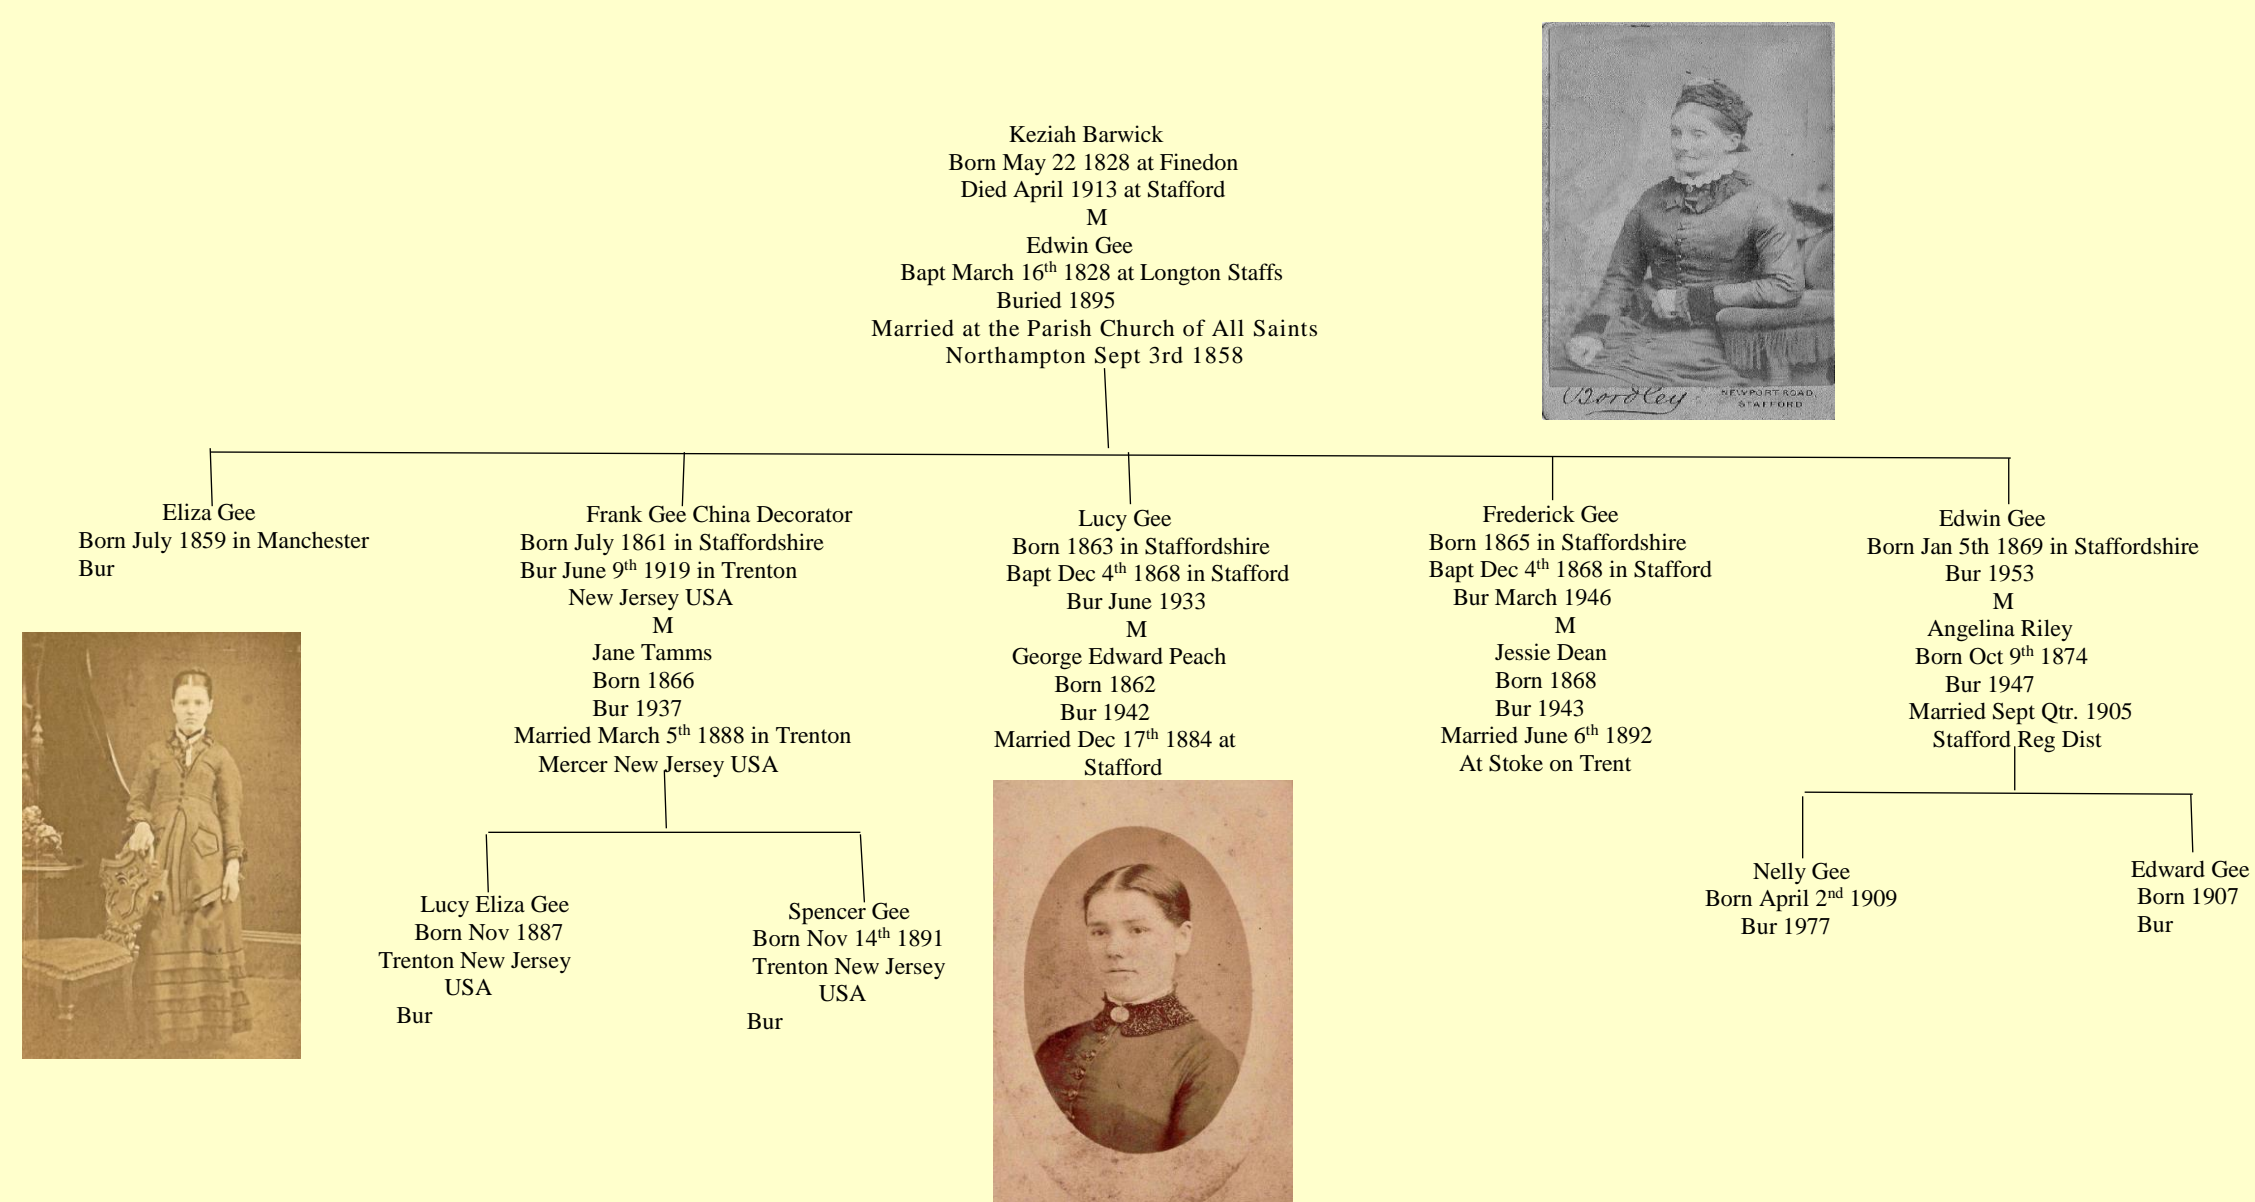 Keziah Barwick
Born May 22 1828 at Finedon
Died April 1913 at Stafford
M
Edwin Gee
Bapt March 16th 1828 at Longton Staffs
Buried 1895
Married at the Parish Church of All Saints
Northampton Sept 3rd 1858
Bordley
NEWPORT ROAD,
STAFFORD
Eliza Gee
Born July 1859 in Manchester
Bur
Frank Gee China Decorator
Born July 1861 in Staffordshire
Bur June 9th 1919 in Trenton
New Jersey USA
M
Jane Tamms
Born 1866
Bur 1937
Married March 5th 1888 in Trenton
Mercer New Jersey USA
Lucy Gee
Born 1863 in Staffordshire
Bapt Dec 4th 1868 in Stafford
Bur June 1933
M
George Edward Peach
Born 1862
Bur 1942
Married Dec 17th 1884 at
Stafford
Frederick Gee
Born 1865 in Staffordshire
Bapt Dec 4th 1868 in Stafford
Bur March 1946
M
Jessie Dean
Born 1868
Bur 1943
Married June 6th 1892
At Stoke on Trent
Edwin Gee
Born Jan 5th 1869 in Staffordshire
Bur 1953
M
Angelina Riley
Born Oct 9th 1874
Bur 1947
Married Sept Qtr. 1905
Stafford Reg Dist
Lucy Eliza Gee
Born Nov 1887
Trenton New Jersey
USA
Bur
Spencer Gee
Born Nov 14th 1891
Trenton New Jersey
USA
Bur
Nelly Gee
Born April 2nd 1909
Bur 1977
Edward Gee
Born 1907
Bur